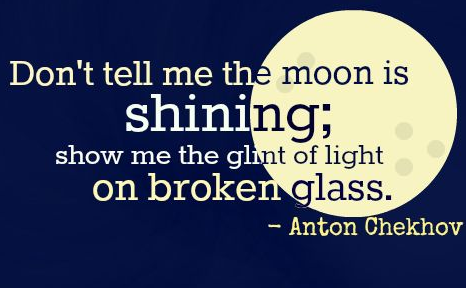 Don't tell me the moon is
shining;
show me the glint of light
on broken glass.
– Anton Chekhov